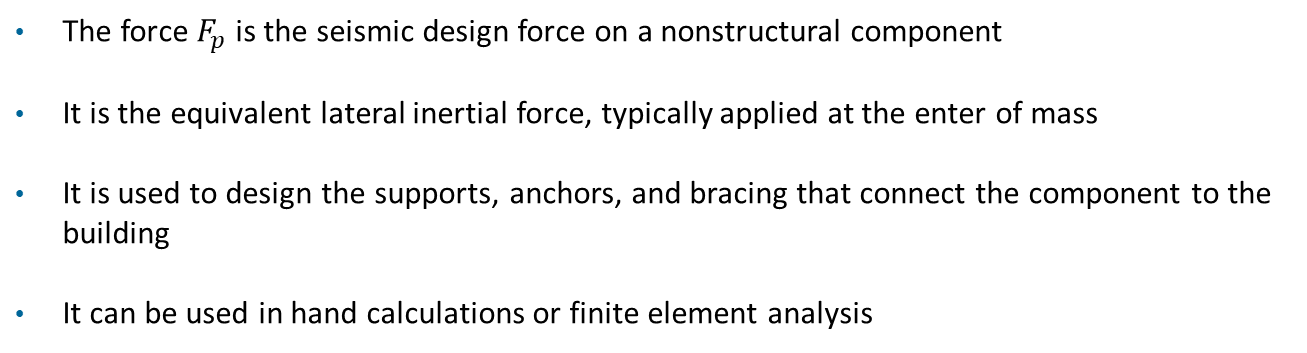 • The force Fp is the seismic design force on a nonstructural component
• It is the equivalent lateral inertial force, typically applied at the enter of mass
• It is used to design the supports, anchors, and bracing that connect the component to the
building
• It can be used in hand calculations or finite element analysis